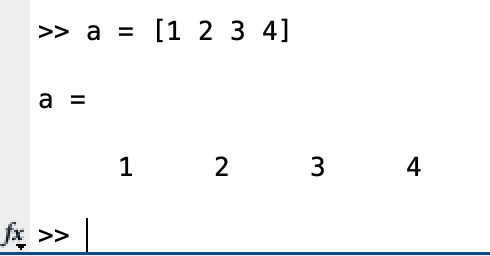 >> a = [1 2 3 4]
a =
1 2 3 4
fx >>